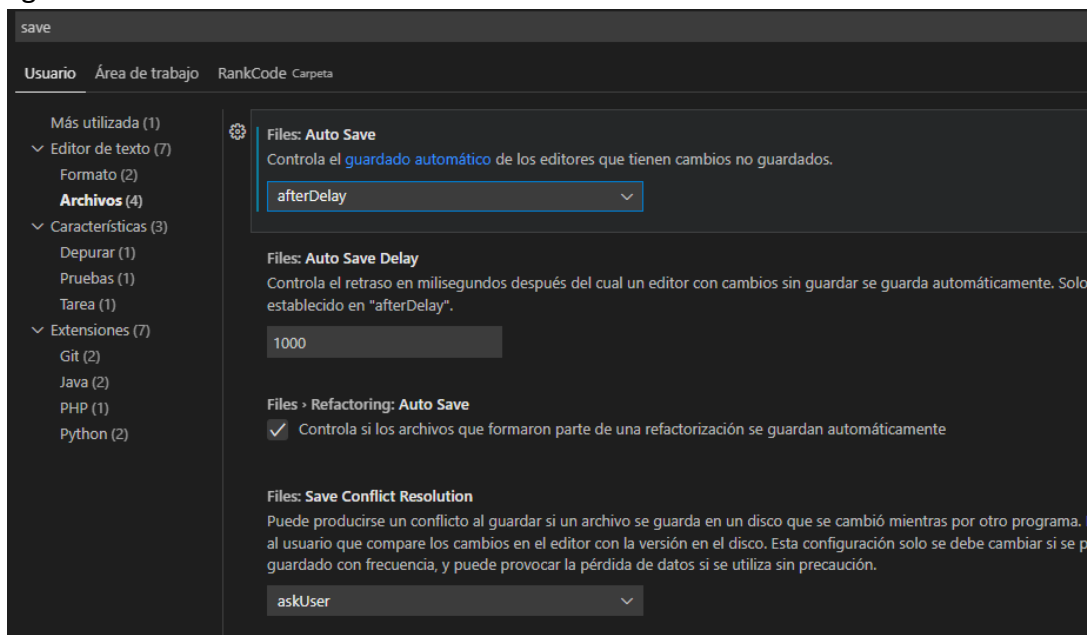 save
Usuario Área de trabajo RankCode Carpeta
Más utilizada (1)
Editor de texto (7)
Formato (2)
Archivos (4)
Características (3)
Depurar (1)
Pruebas (1)
Tarea (1)
Extensiones (7)
Git (2)
Java (2)
PHP (1)
Python (2)
Files: Auto Save
Controla el guardado automático de los editores que tienen cambios no guardados.
afterDelay
Files: Auto Save Delay
Controla el retraso en milisegundos después del cual un editor con cambios sin guardar se guarda automáticamente. Solo
establecido en "afterDelay".
1000
Files › Refactoring: Auto Save
Controla si los archivos que formaron parte de una refactorización se guardan automáticamente
Files: Save Conflict Resolution
Puede producirse un conflicto al guardar si un archivo se guarda en un disco que se cambió mientras por otro programa.
al usuario que compare los cambios en el editor con la versión en el disco. Esta configuración solo se debe cambiar si se p
guardado con frecuencia, y puede provocar la pérdida de datos si se utiliza sin precaución.
askUser